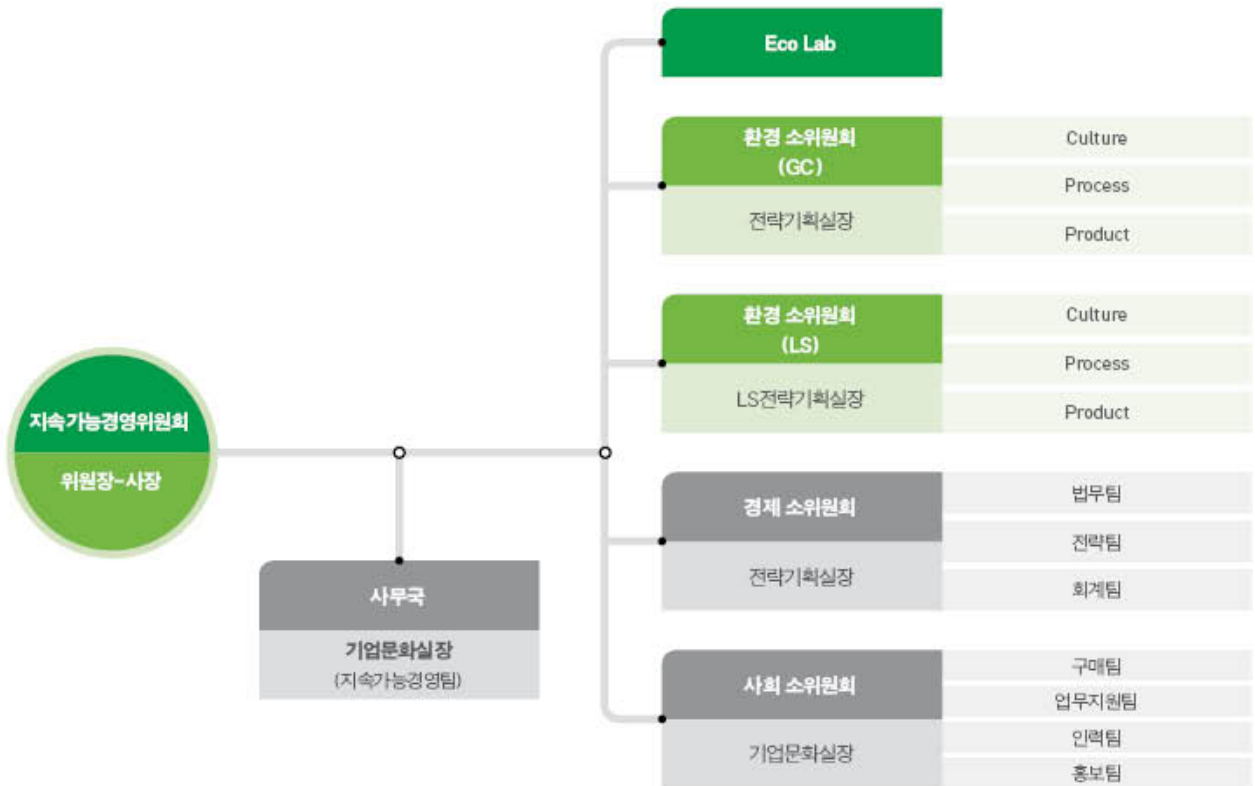 Eco Lab
환경 소위원회
(GC)
전략기획실장
Culture
Process
Product
환경 소위원회
(LS)
LS전략기획실장
Culture
Process
Product
지속가능경영위원회
위원장-사장
경제 소위원회
전략기획실장
법무팀
전략팀
회계팀
사무국
기업문화실장
(지속가능경영팀)
사회 소위원회
기업문화실장
구매팀
업무지원팀
인력팀
홍보팀